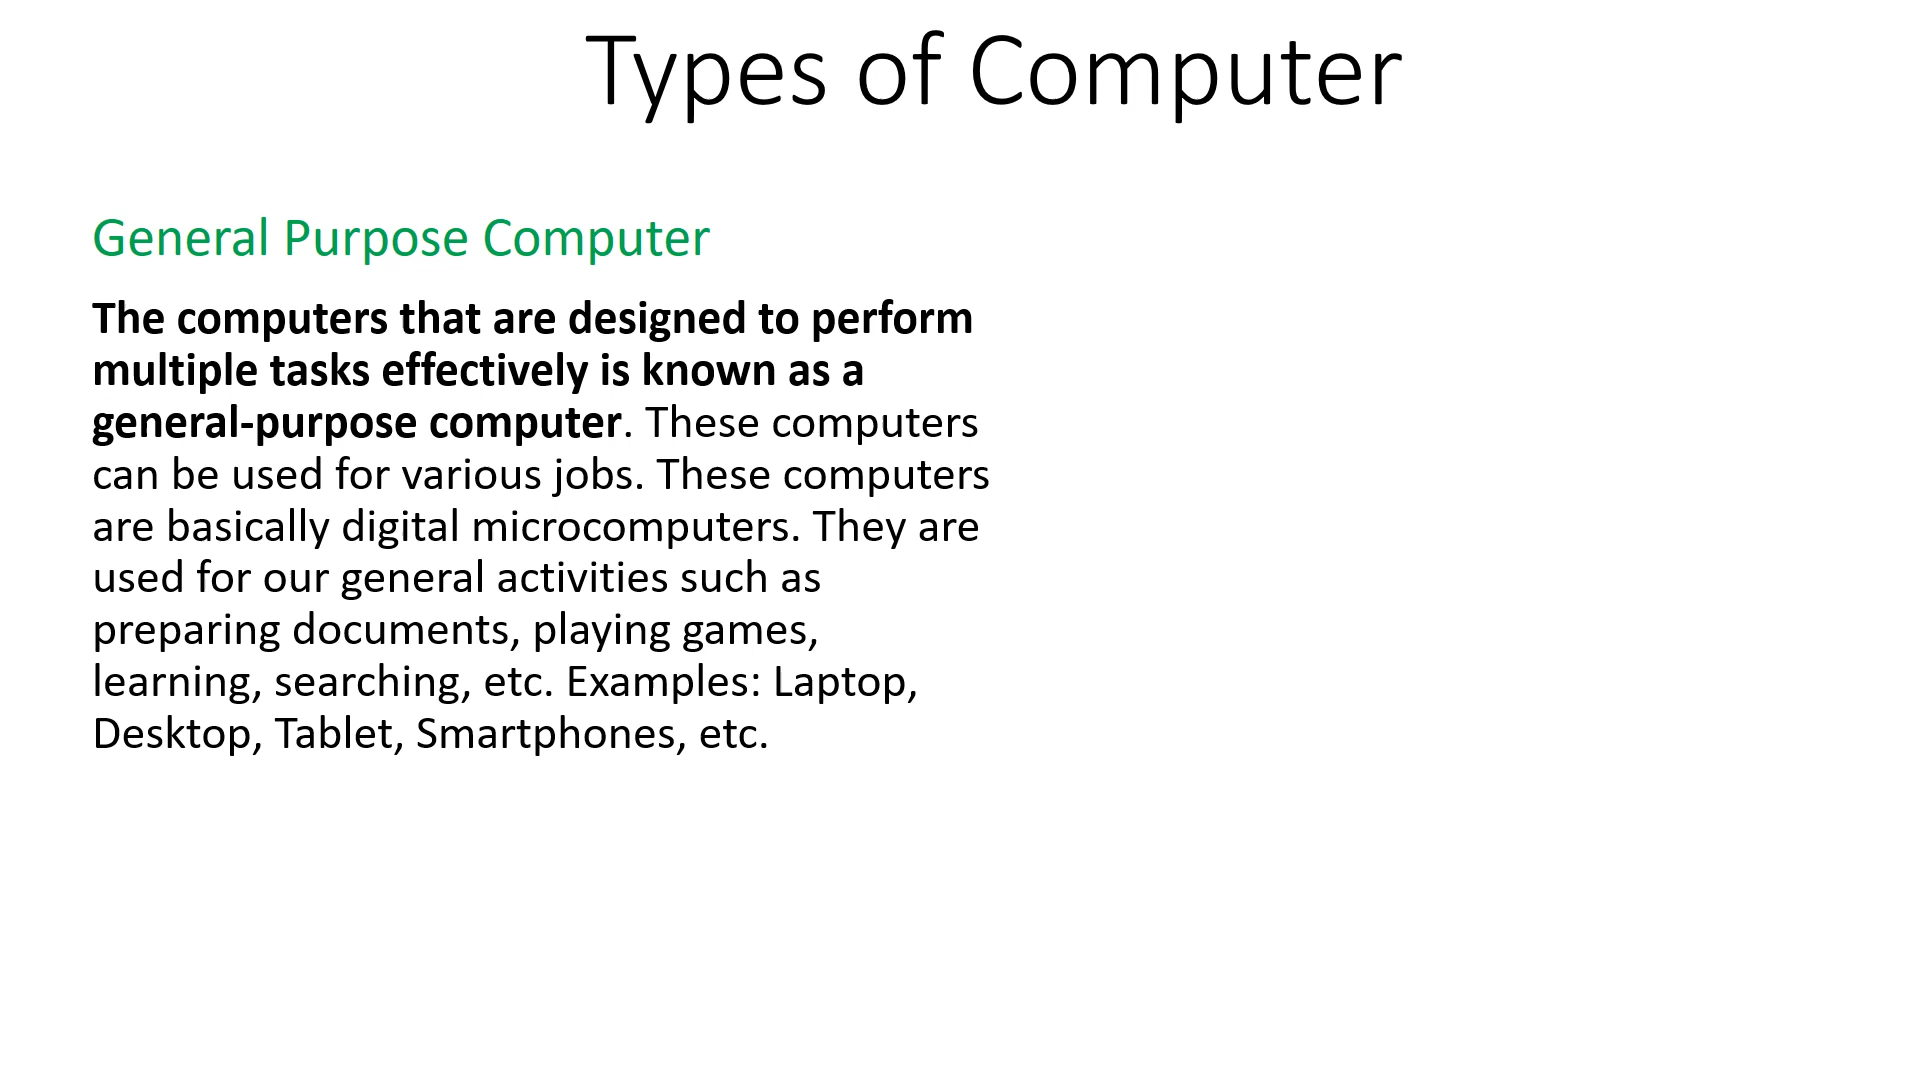 Types of Computer
General Purpose Computer
The computers that are designed to perform
multiple tasks effectively is known as a
general-purpose computer. These computers
can be used for various jobs. These computers
are basically digital microcomputers. They are
used for our general activities such as
preparing documents, playing games,
learning, searching, etc. Examples: Laptop,
Desktop, Tablet, Smartphones, etc.